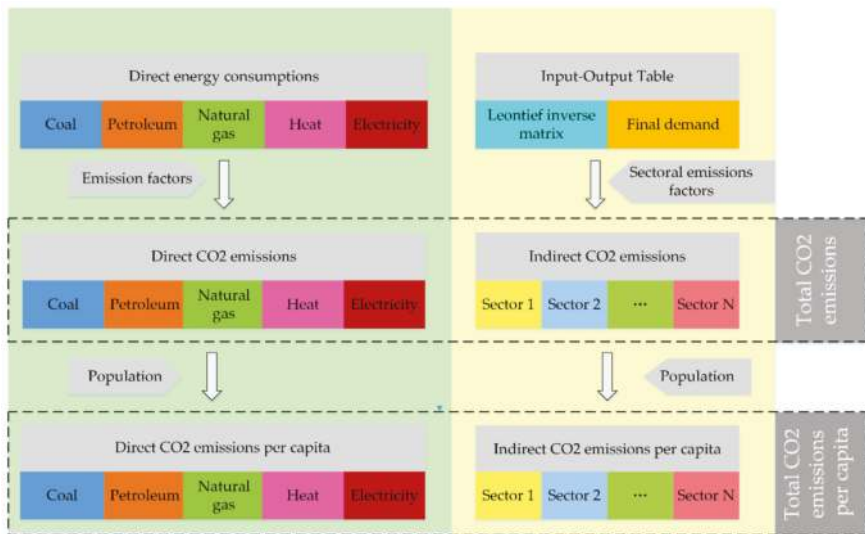 Direct energy consumptions
Coal
Petroleum
Natural
gas
Heat
Electricity
Input-Output Table
Leontief inverse
matrix
Final demand
Emission factors
Sectoral emissions
factors
Direct CO2 emissions
Coal
Petroleum
Natural
gas
Heat
Electricity
Indirect CO2 emissions
Sector 1
Sector 2
...
Sector N
Total CO2
emissions
Population
Population
Direct CO2 emissions per capita
Coal
Petroleum
Natural
gas
Heat
Electricity
Indirect CO2 emissions per capita
Sector 1
Sector 2
...
Sector N
Total CO2
emissions
per capita